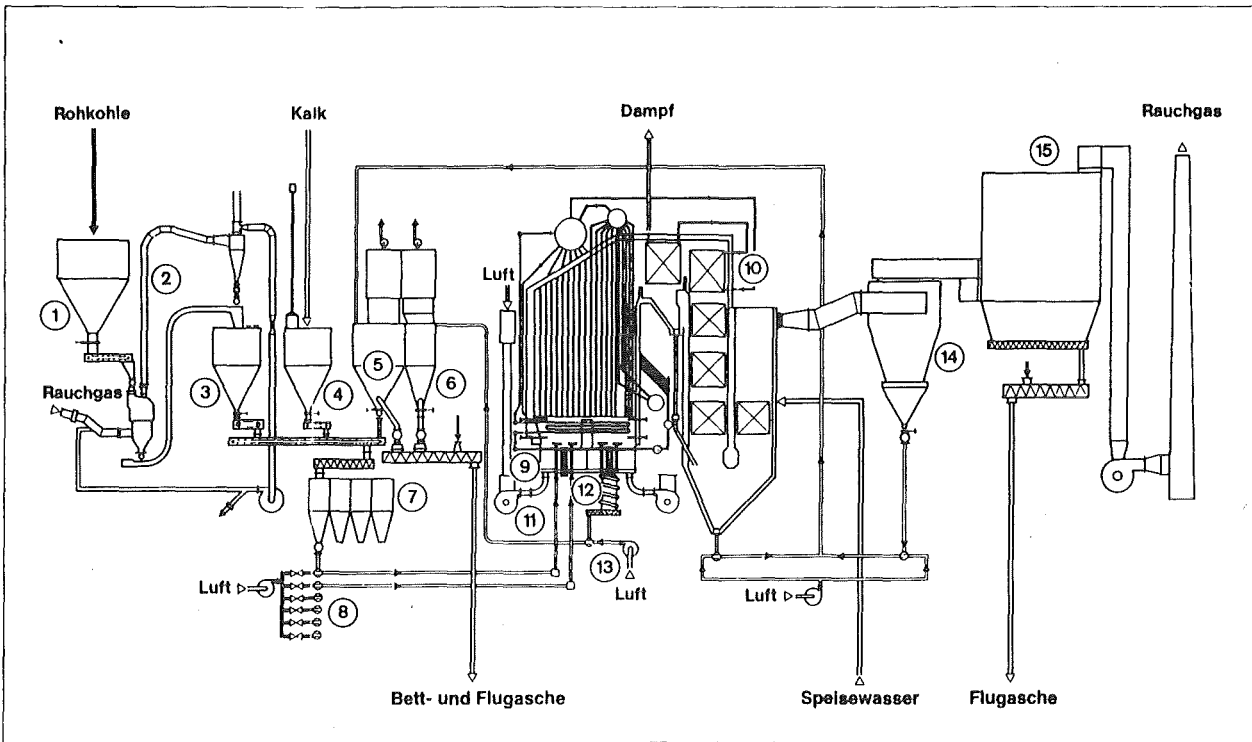 Rohkohle
Kalk
Dampf
Rauchgas
15
2
Luft
10
1
5
14
6
3
4
Rauchgas
9
12
7
11
13
Luft
8
Luft
Luft
Bett- und Flugasche
Speisewasser
Flugasche